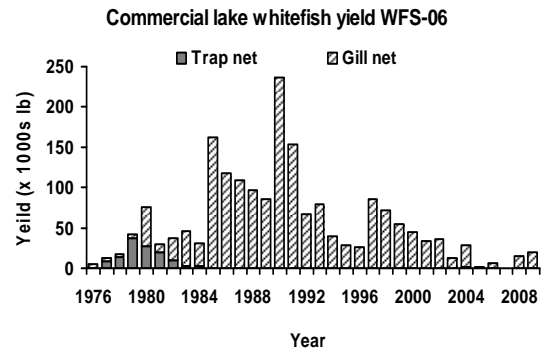 Commercial lake whitefish yield WFS-06
Trap net Gill net
Yeild (x 1000s lb)
250
200
150
100
50
0
1976 1980 1984 1988 1992 1996 2000 2004 2008
Year